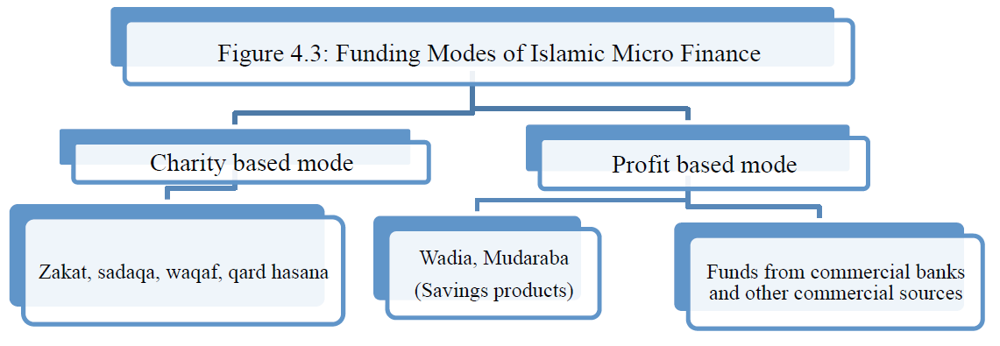 Figure 4.3: Funding Modes of Islamic Micro Finance
Charity based mode
Profit based mode
Zakat, sadaqa, waqaf, qard hasana
Wadia, Mudaraba
(Savings products)
Funds from commercial banks
and other commercial sources